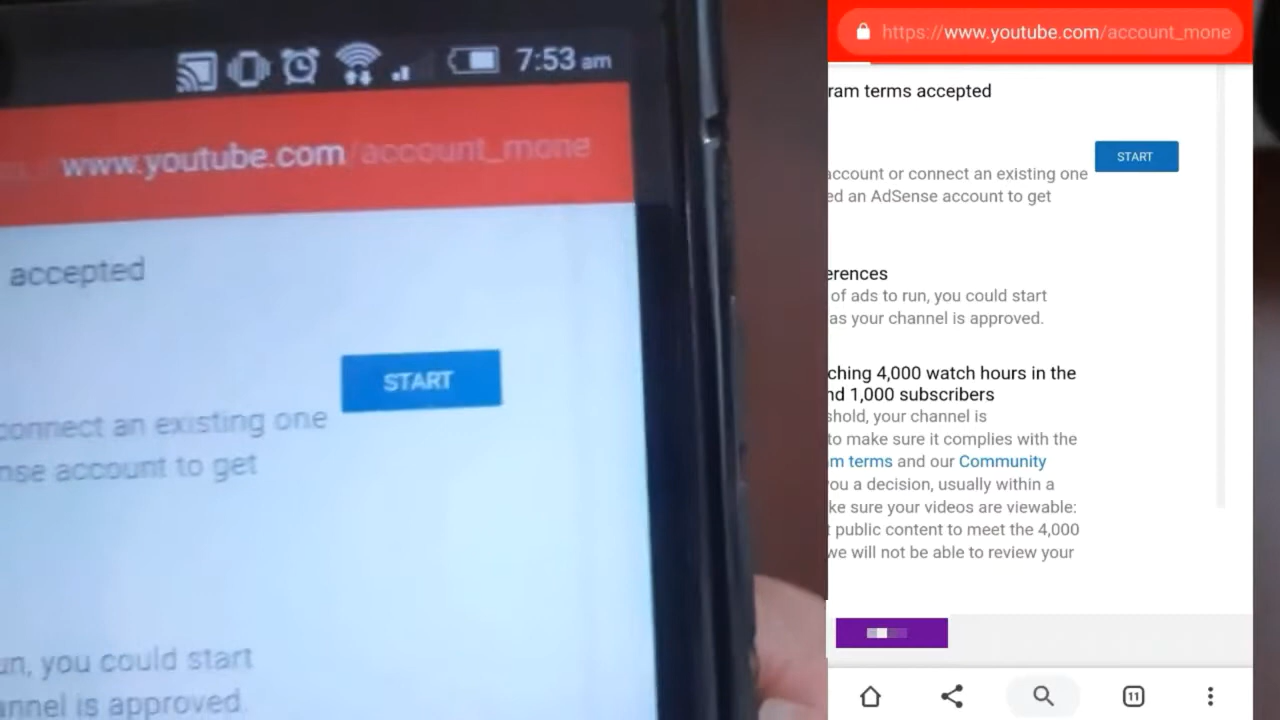 7:53 am
www.youtube.com/account_mone
accepted
START
connect an existing one
nse account to get
un, you could start
annel is approved.
https://www.youtube.com/account_mone
ram terms accepted
START
account or connect an existing one
ed an AdSense account to get
erences
of ads to run, you could start
as your channel is approved.
ching 4,000 watch hours in the
nd 1,000 subscribers
shold, your channel is
to make sure it complies with the
m terms and our Community
you a decision, usually within a
ke sure your videos are viewable:
t public content to meet the 4,000
we will not be able to review your
11